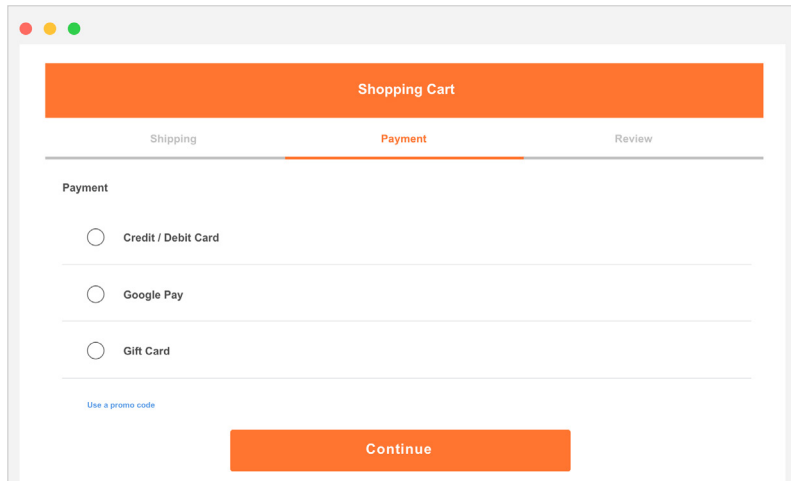 Shopping Cart
Shipping Payment Review
Payment
Credit / Debit Card
Google Pay
Gift Card
Use a promo code
Continue